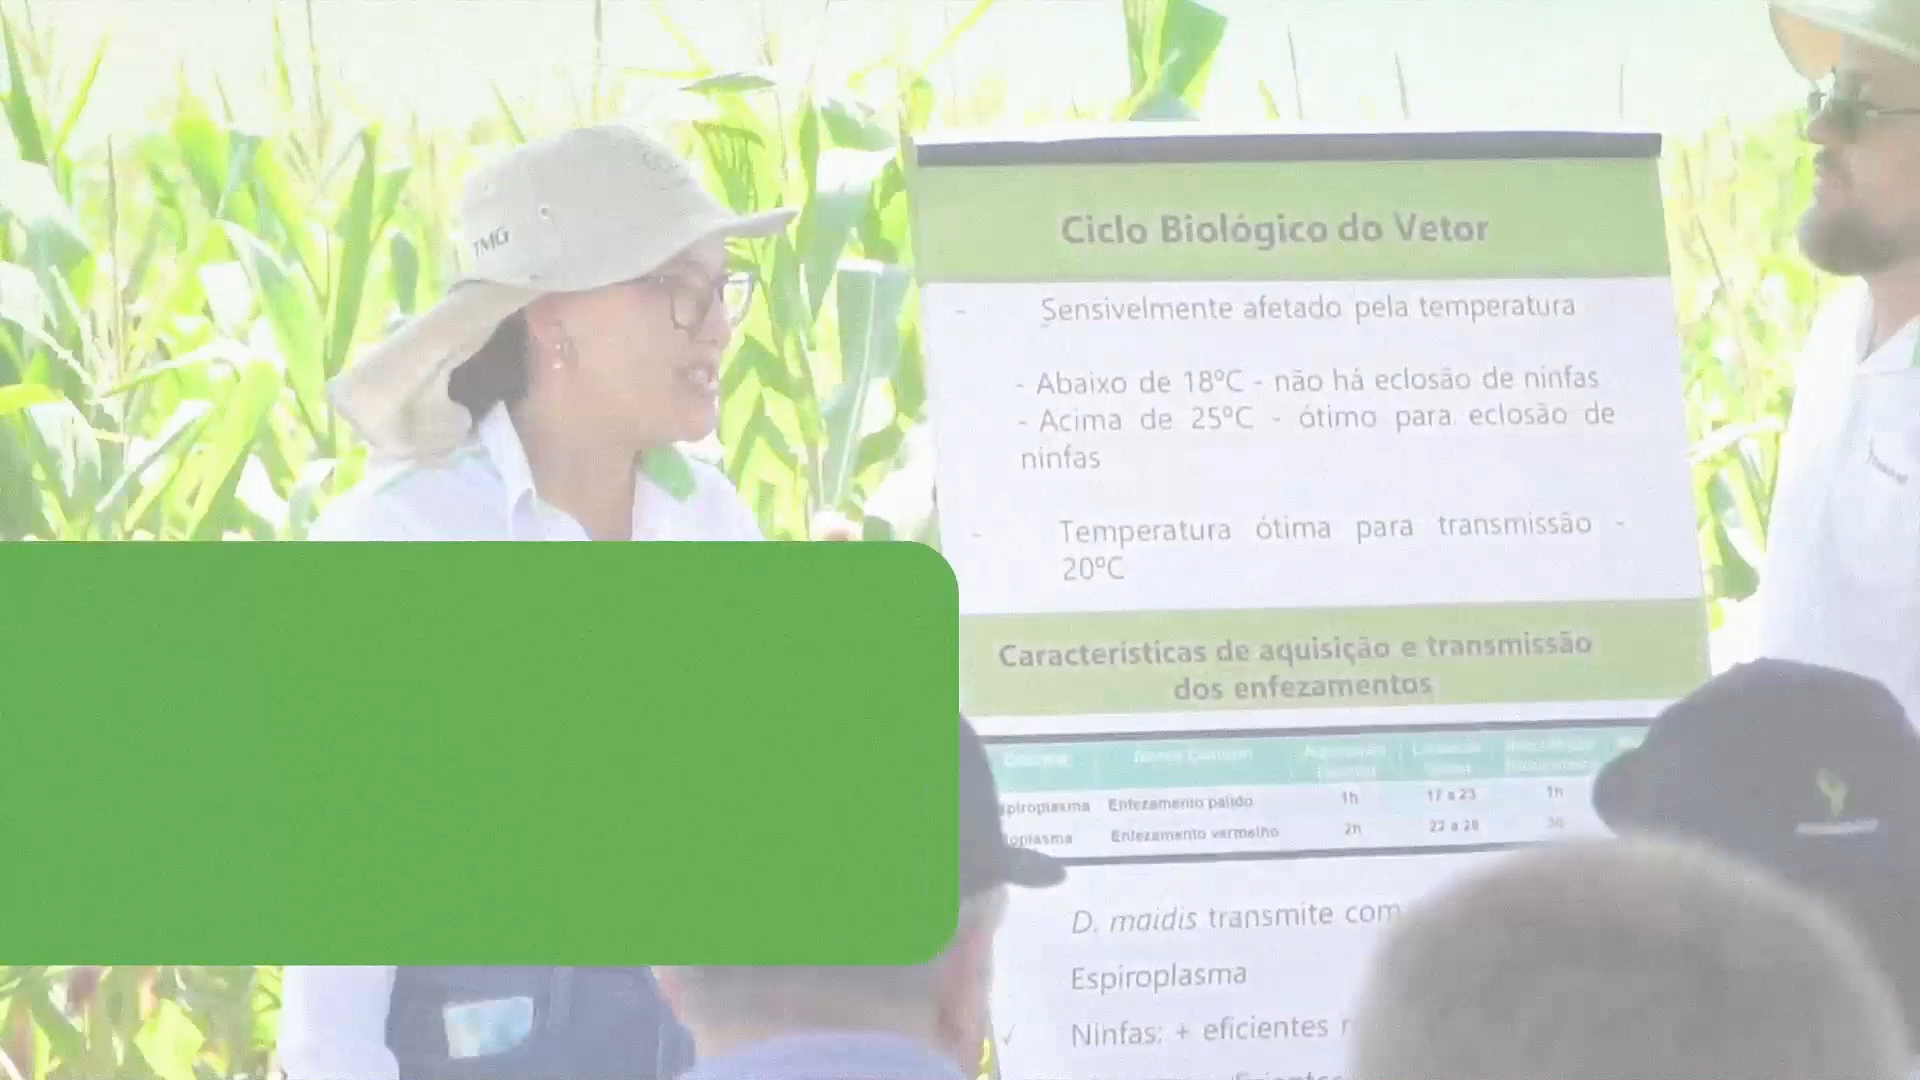 TMG
Ciclo Biológico do Vetor
- Sensivelmente afetado pela temperatura
- Abaixo de 18ºC - não há eclosão de ninfas
- Acima de 25ºC - ótimo para eclosão de
ninfas
- Temperatura ótima para transmissão -
20ºC
Características de aquisição e transmissão
dos enfezamentos
piroplasma Enfezamento pálido 1h 17 a 23 1h
oplasma Enfezamento vermelho 2h 22 a 28
D. maidis transmite com
Espiroplasma
✓ Ninfas: + eficientes